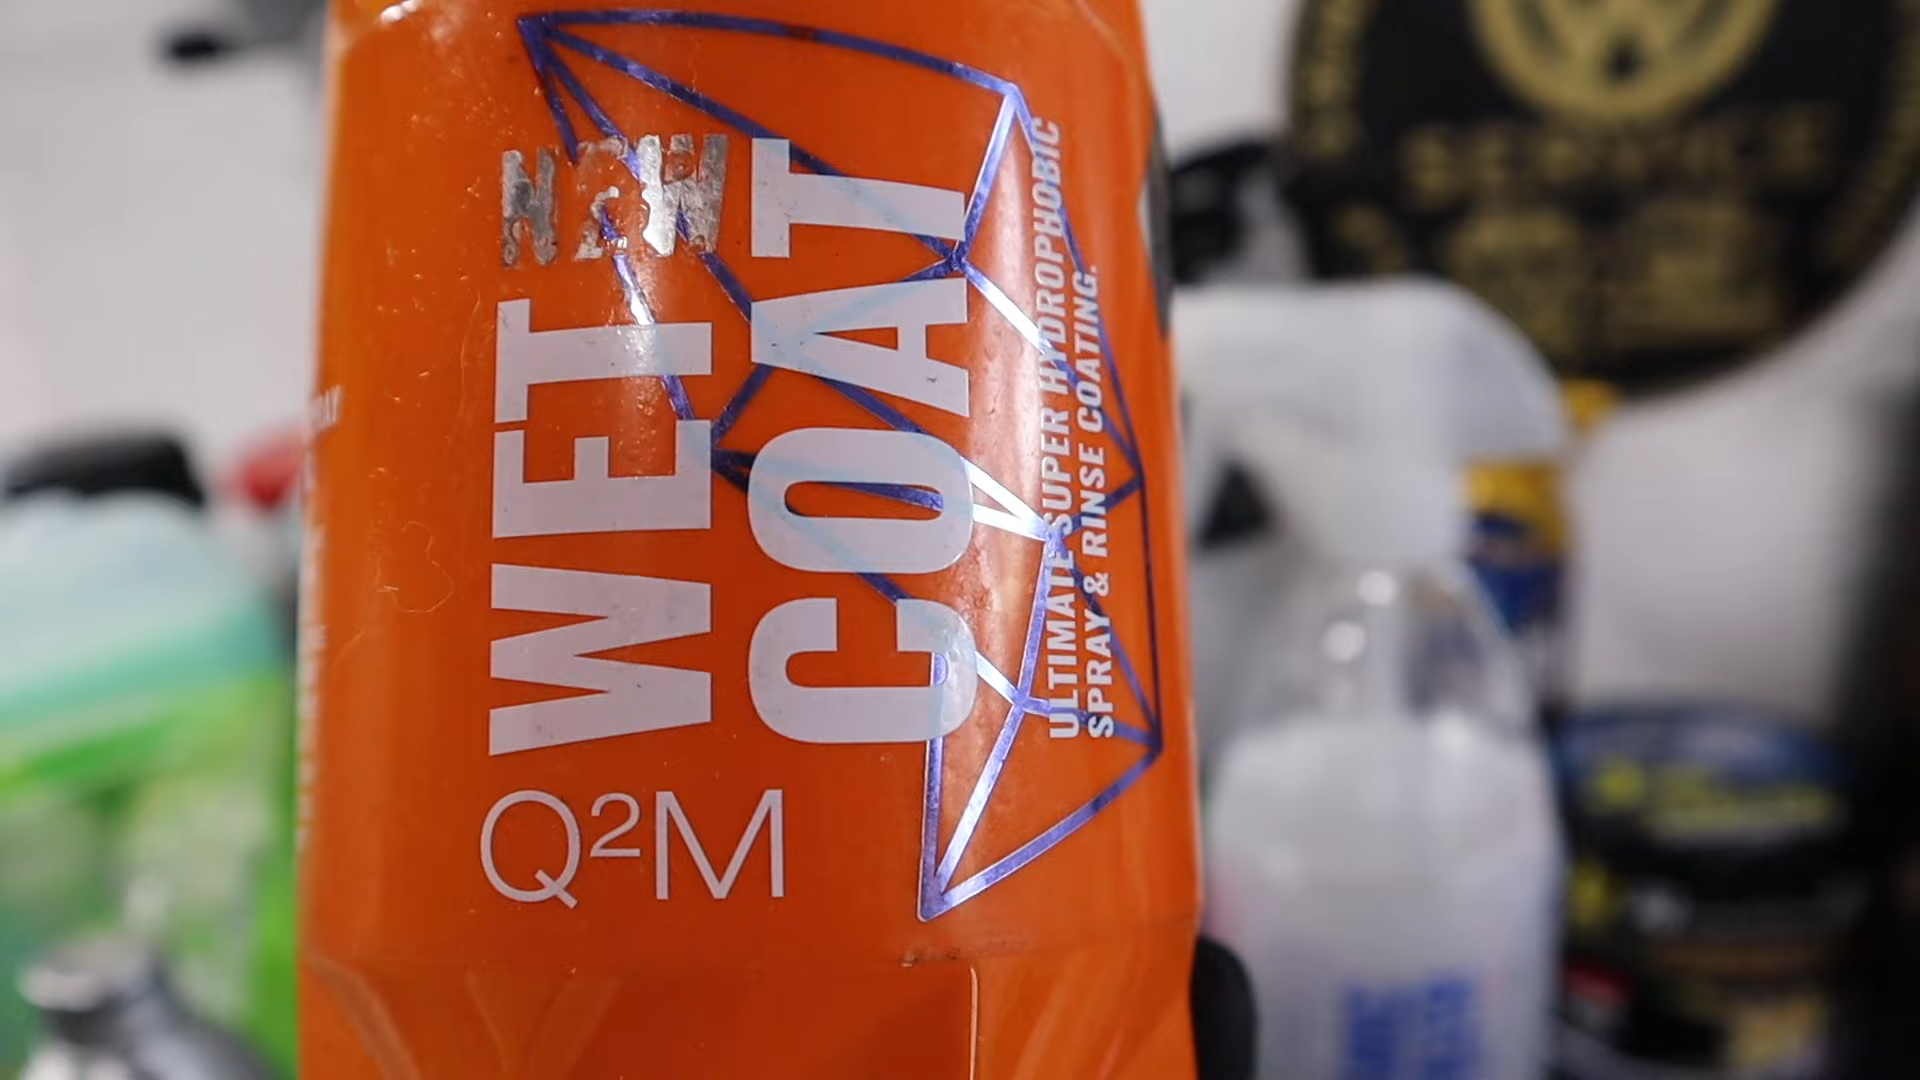 NEW
WET
COAT
Q²M
ULTIMATE SUPER HYDROPHOBIC
SPRAY & RINSE COATING.